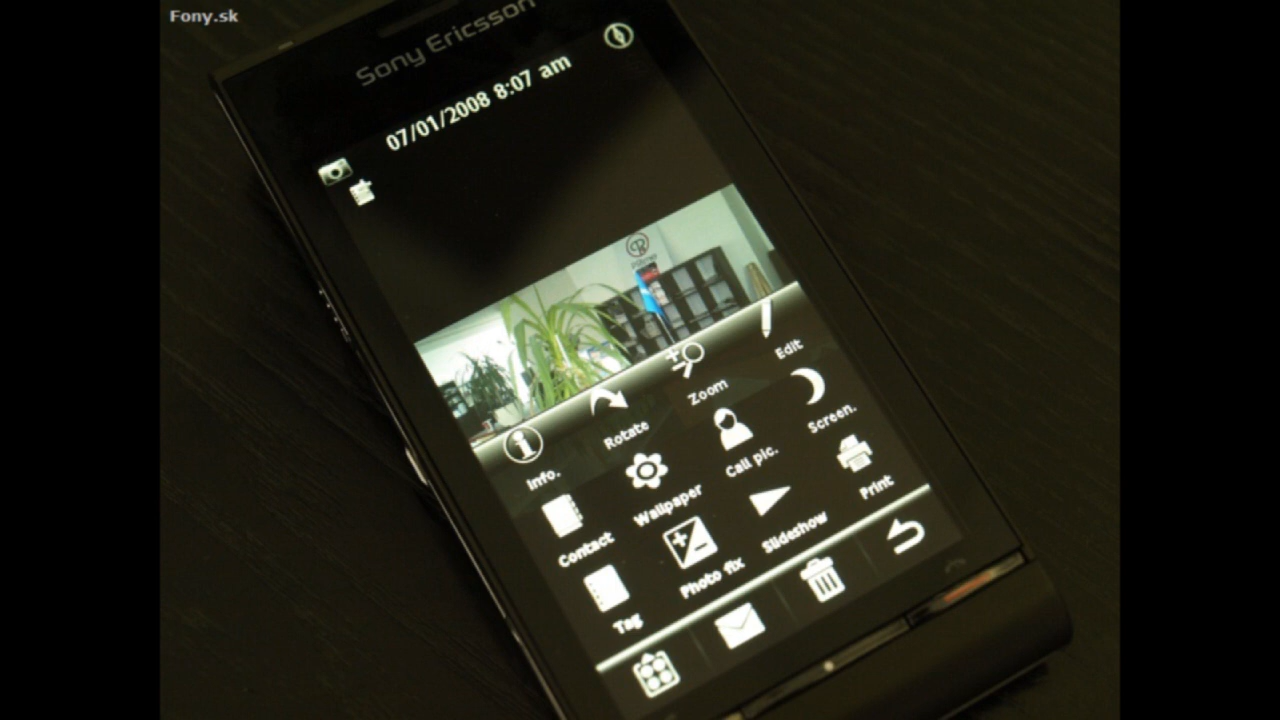 Fony.sk
Sony Ericsson
07/01/2008 8:07 am
Info.
Rotate
Zoom
Edit
Contact
Wallpaper
Call pic.
Screen.
Tag
Photo fix
Slideshow
Print